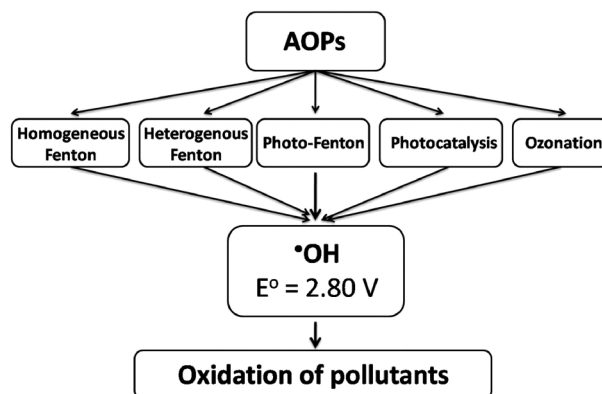 AOPs
Homogeneous
Fenton
Heterogenous
Fenton
Photo-Fenton
Photocatalysis
Ozonation
•OH
Eº = 2.80 V
Oxidation of pollutants